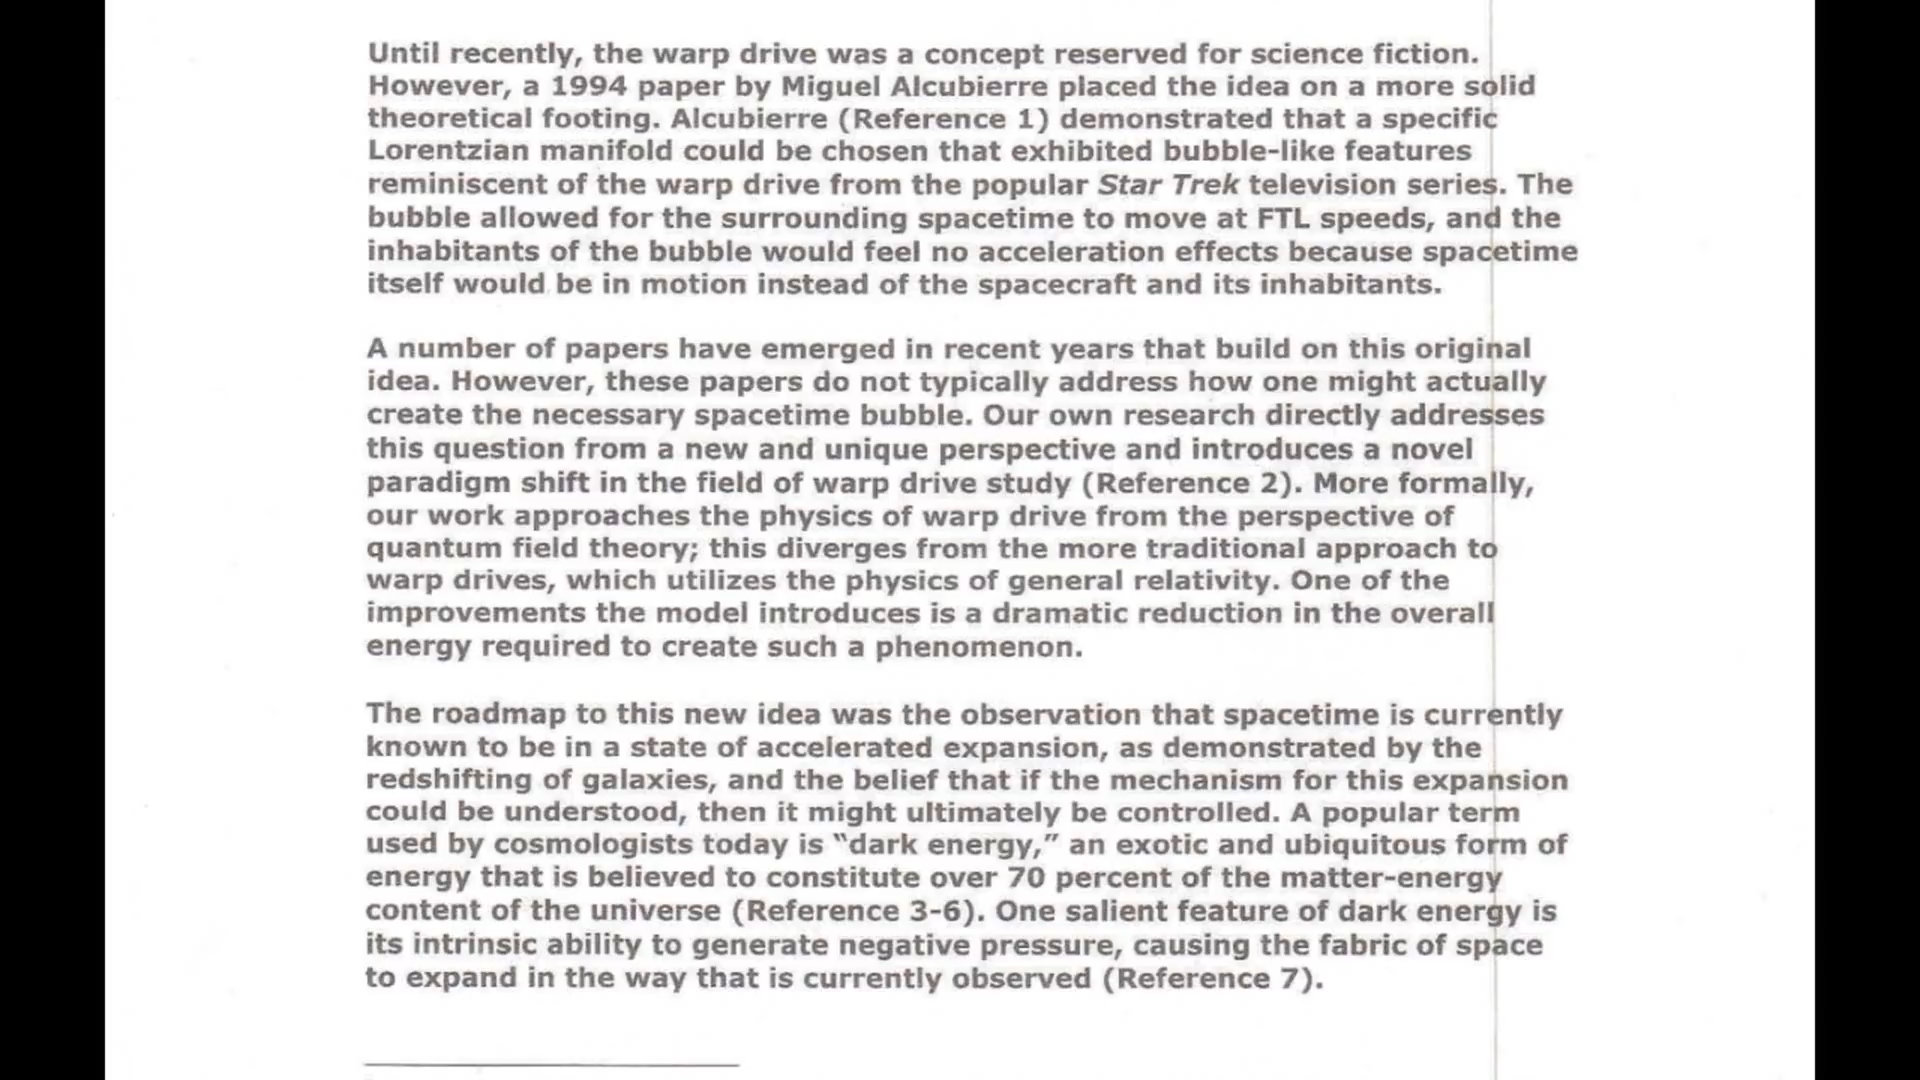 Until recently, the warp drive was a concept reserved for science fiction.
However, a 1994 paper by Miguel Alcubierre placed the idea on a more solid
theoretical footing. Alcubierre (Reference 1) demonstrated that a specific
Lorentzian manifold could be chosen that exhibited bubble-like features
reminiscent of the warp drive from the popular Star Trek television series. The
bubble allowed for the surrounding spacetime to move at FTL speeds, and the
inhabitants of the bubble would feel no acceleration effects because spacetime
itself would be in motion instead of the spacecraft and its inhabitants.
A number of papers have emerged in recent years that build on this original
idea. However, these papers do not typically address how one might actually
create the necessary spacetime bubble. Our own research directly addresses
this question from a new and unique perspective and introduces a novel
paradigm shift in the field of warp drive study (Reference 2). More formally,
our work approaches the physics of warp drive from the perspective of
quantum field theory; this diverges from the more traditional approach to
warp drives, which utilizes the physics of general relativity. One of the
improvements the model introduces is a dramatic reduction in the overall
energy required to create such a phenomenon.
The roadmap to this new idea was the observation that spacetime is currently
known to be in a state of accelerated expansion, as demonstrated by the
redshifting of galaxies, and the belief that if the mechanism for this expansion
could be understood, then it might ultimately be controlled. A popular term
used by cosmologists today is “dark energy,” an exotic and ubiquitous form of
energy that is believed to constitute over 70 percent of the matter-energy
content of the universe (Reference 3-6). One salient feature of dark energy is
its intrinsic ability to generate negative pressure, causing the fabric of space
to expand in the way that is currently observed (Reference 7).